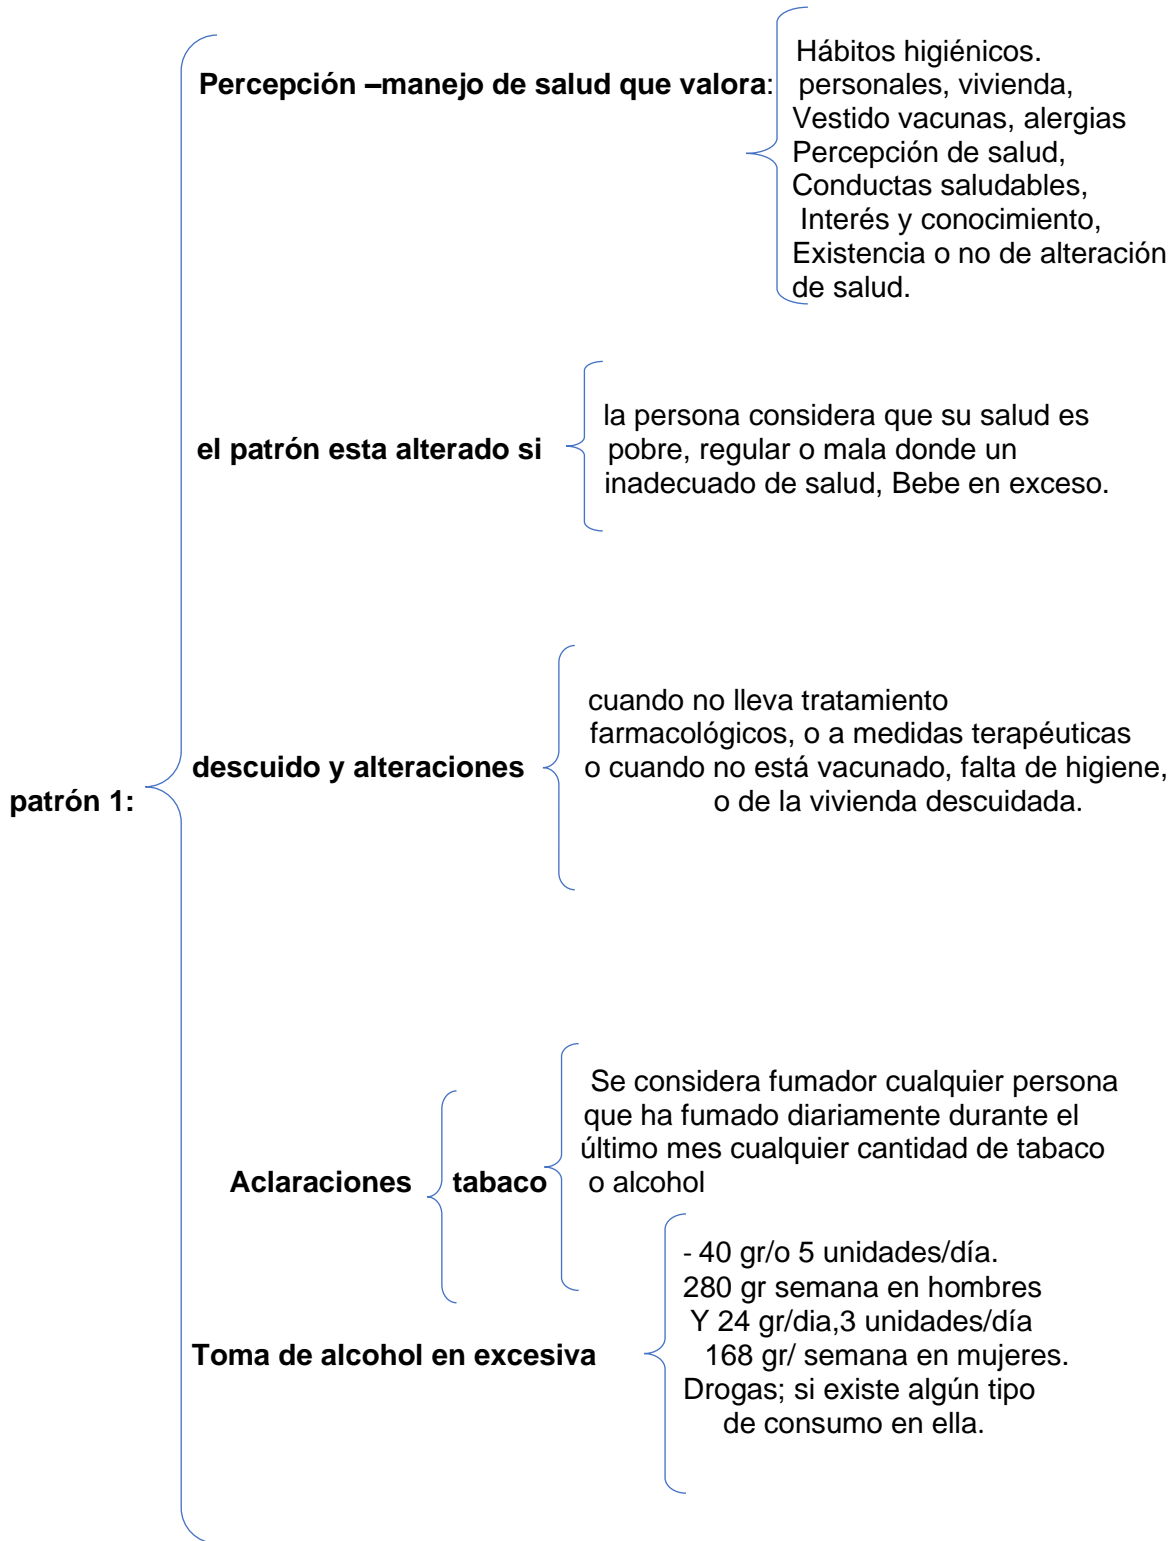 Percepción –manejo de salud que valora:
Hábitos higiénicos.
personales, vivienda,
Vestido vacunas, alergias
Percepción de salud,
Conductas saludables,
Interés y conocimiento,
Existencia o no de alteración
de salud.
el patrón esta alterado si
la persona considera que su salud es
pobre, regular o mala donde un
inadecuado de salud, Bebe en exceso.
patrón 1:
descuido y alteraciones
cuando no lleva tratamiento
farmacológicos, o a medidas terapéuticas
o cuando no está vacunado, falta de higiene,
o de la vivienda descuidada.
Aclaraciones
tabaco
Se considera fumador cualquier persona
que ha fumado diariamente durante el
último mes cualquier cantidad de tabaco
o alcohol
Toma de alcohol en excesiva
- 40 gr/o 5 unidades/día.
280 gr semana en hombres
Y 24 gr/dia,3 unidades/día
168 gr/ semana en mujeres.
Drogas; si existe algún tipo
de consumo en ella.